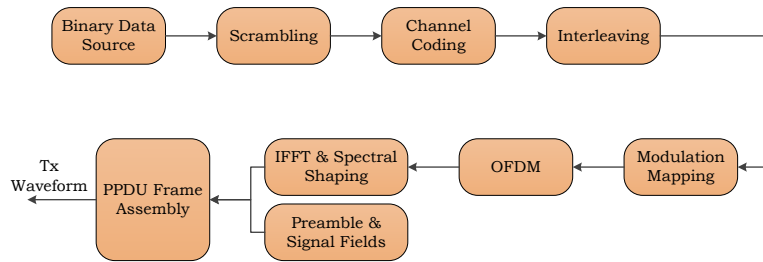 Binary Data
Source
Scrambling
Channel
Coding
Interleaving
Modulation
Mapping
OFDM
IFFT & Spectral
Shaping
Preamble &
Signal Fields
PPDU Frame
Assembly
Tx
Waveform